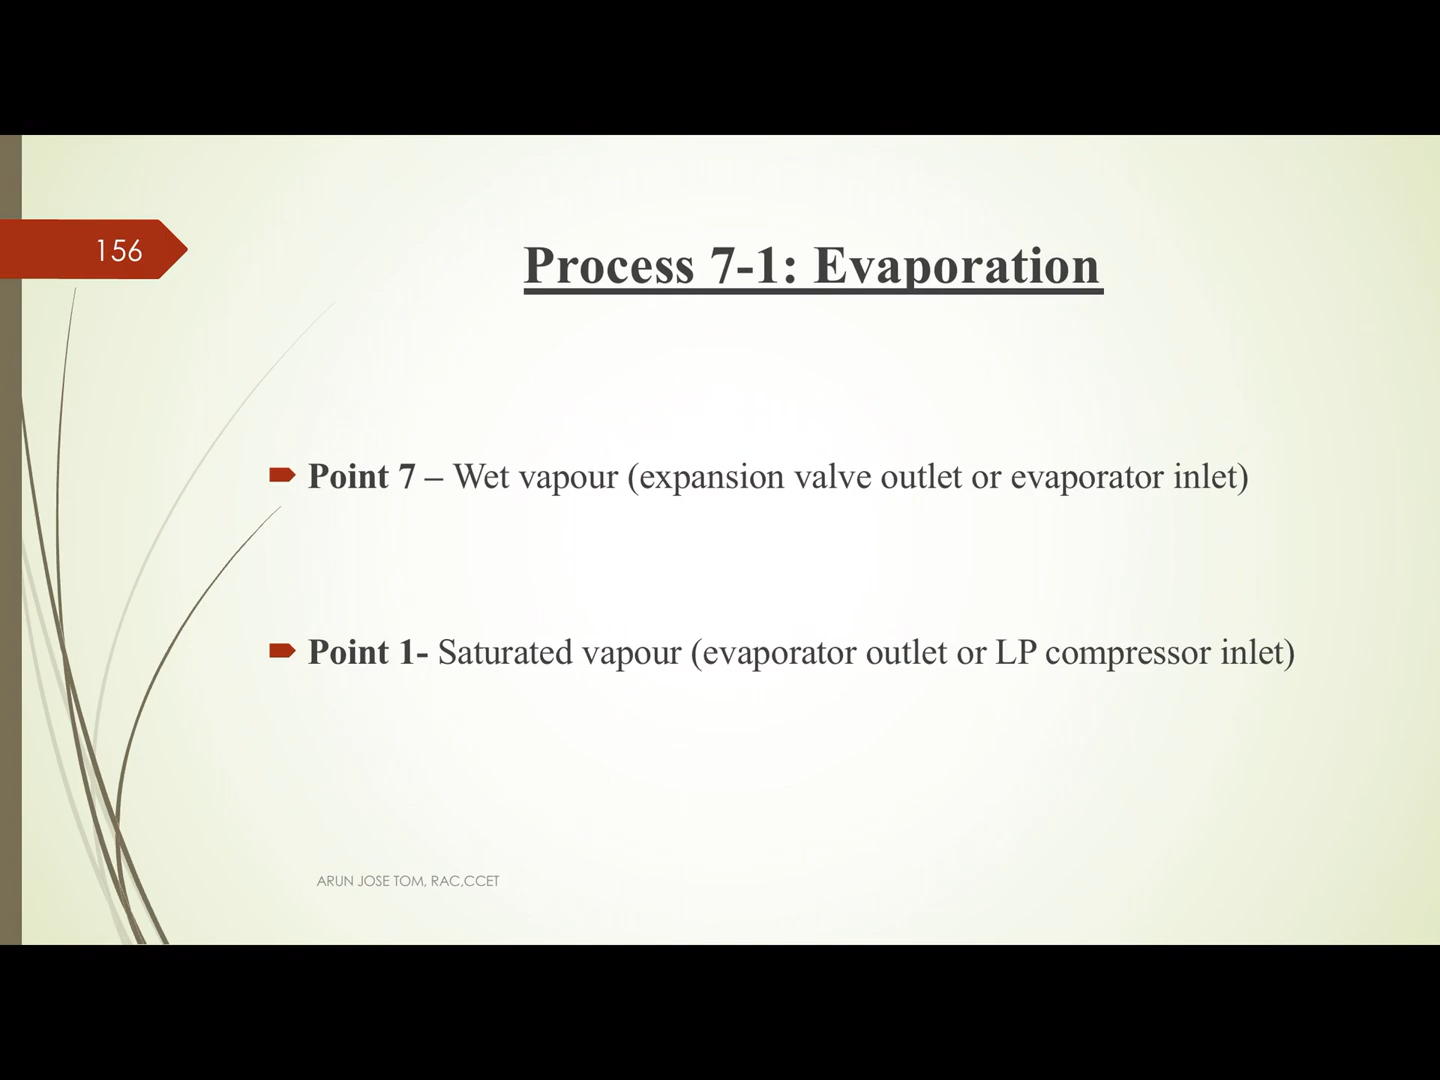 156
Process 7-1: Evaporation
Point 7 – Wet vapour (expansion valve outlet or evaporator inlet)
Point 1- Saturated vapour (evaporator outlet or LP compressor inlet)
ARUN JOSE TOM, RAC,CCET